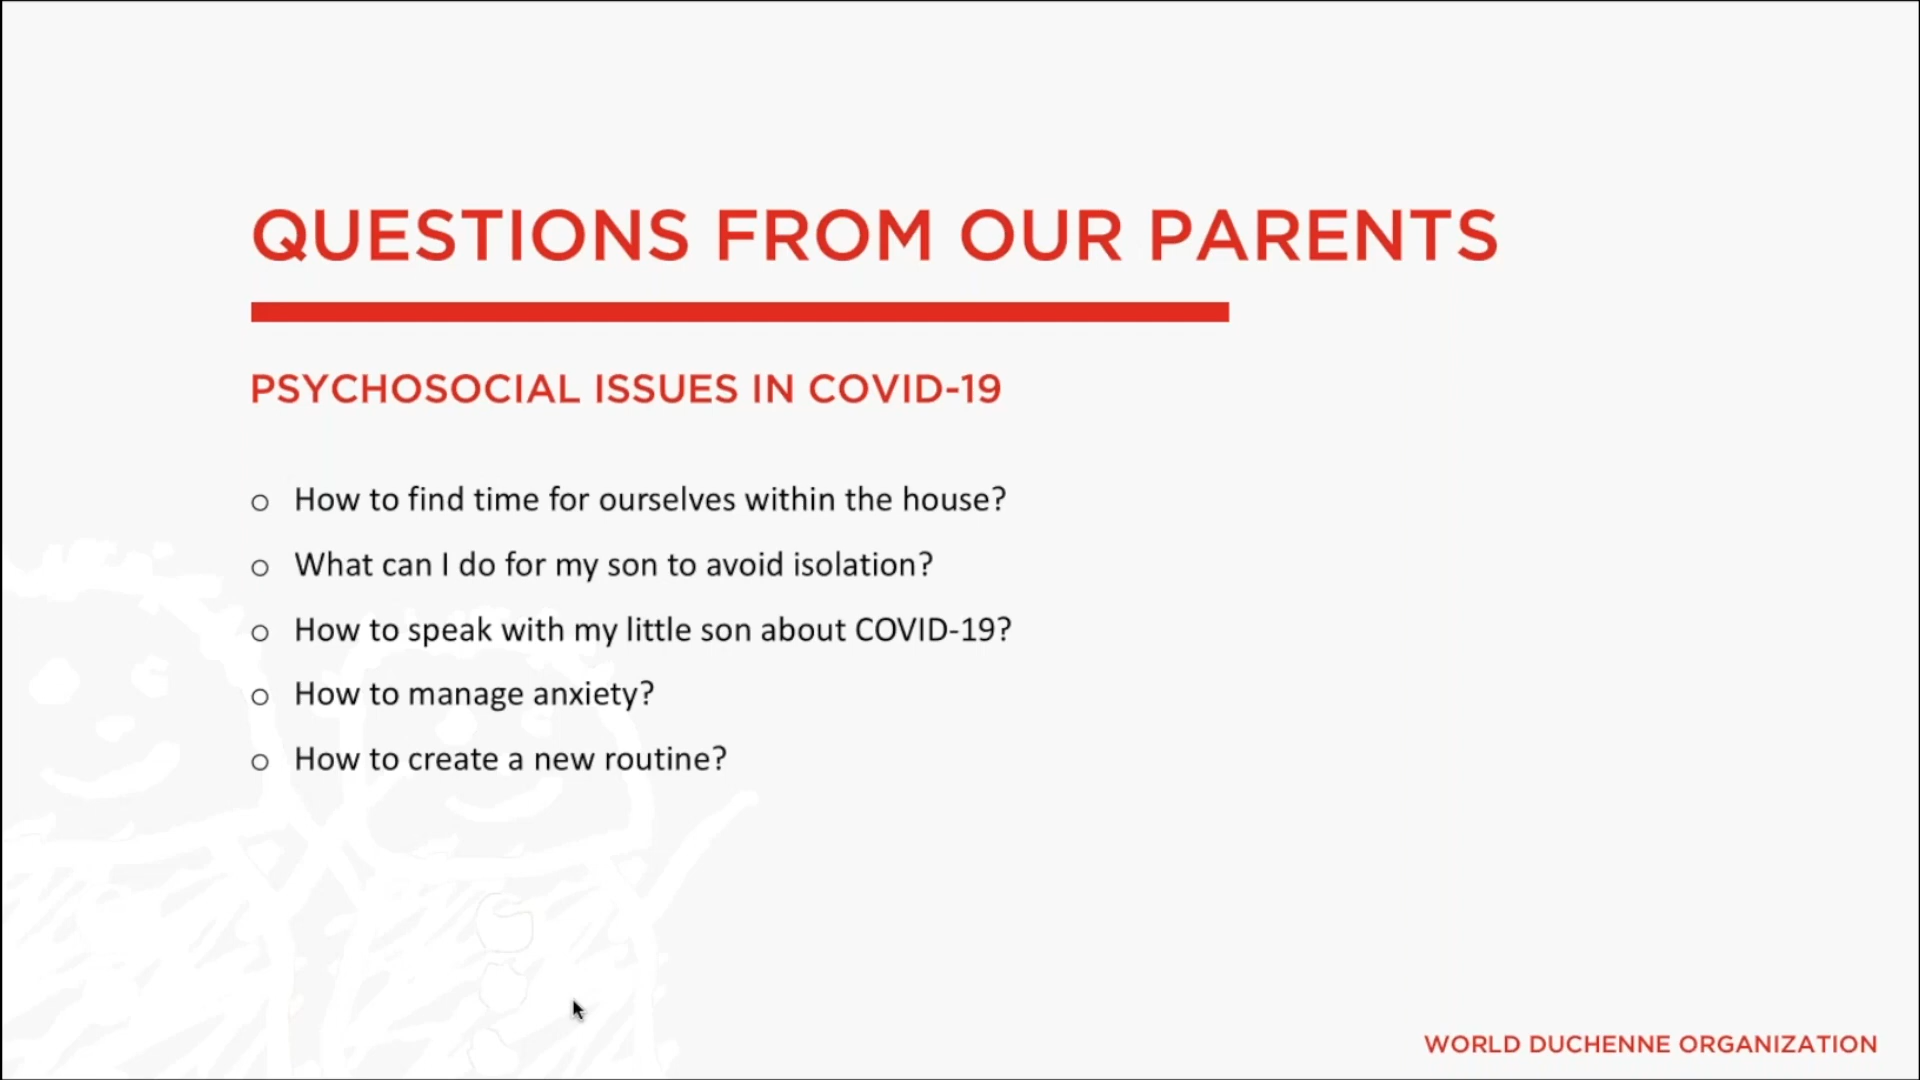 QUESTIONS FROM OUR PARENTS
PSYCHOSOCIAL ISSUES IN COVID-19
o How to find time for ourselves within the house?
o What can I do for my son to avoid isolation?
o How to speak with my little son about COVID-19?
o How to manage anxiety?
o How to create a new routine?
WORLD DUCHENNE ORGANIZATION